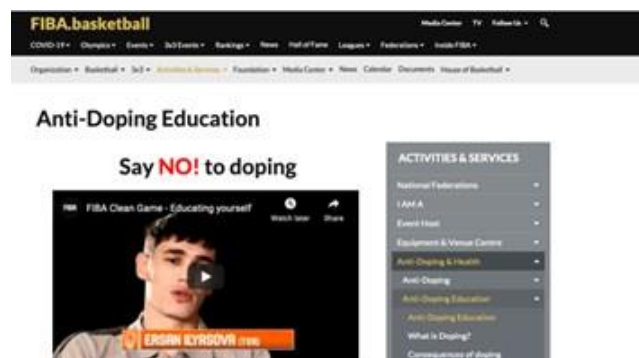 FIBA.basketball
Media Center TV Follow Us
COVID-19 Olympics Events 3x3 Events Rankings News Hall of Fame Leagues Federations Inside FIBA
Organization Basketball 3x3 Activities & Services Foundation Media Center News Calendar Documents House of Basketball
Anti-Doping Education
Say NO! to doping
FIBA Clean Game - Educating yourself
Watch later Share
ERSAN ILYASOVA (TUR)
ACTIVITIES & SERVICES
National Federations
I AM A
Event Host
Equipment & Venue Centre
Anti-Doping & Health
Anti-Doping
Anti-Doping Education
Anti-Doping Education
What is Doping?
Consequences of doping